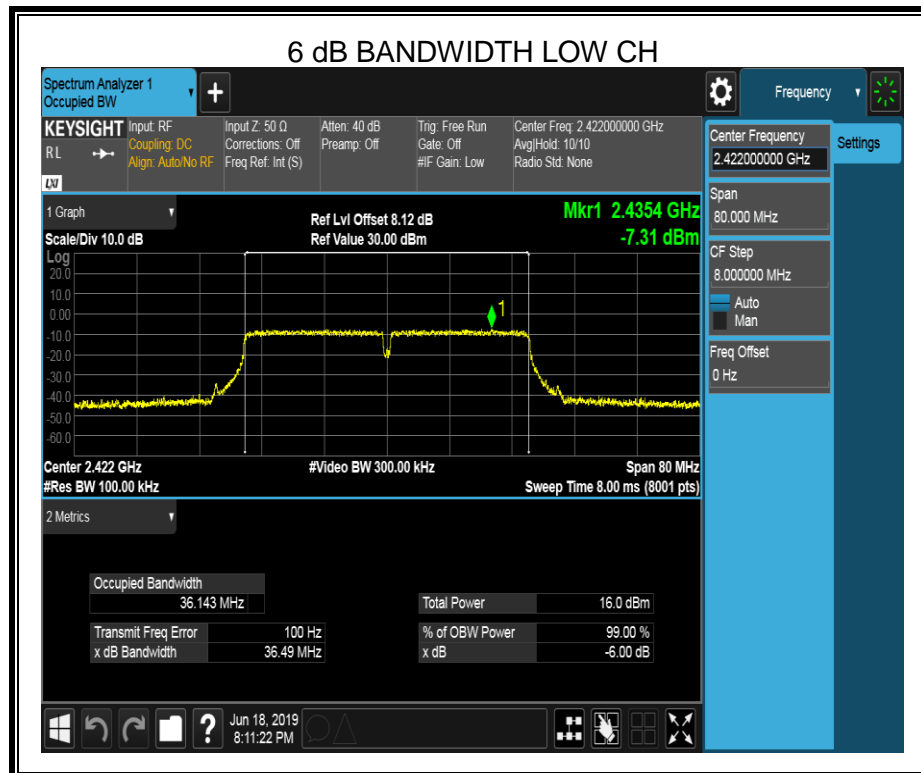 6 dB BANDWIDTH LOW CH
Spectrum Analyzer 1
Occupied BW
+
Frequency
KEYSIGHT
RL
LXI
Input: RF
Coupling: DC
Align: Auto/No RF
Input Z: 50 Ω
Corrections: Off
Freq Ref: Int (S)
Atten: 40 dB
Preamp: Off
Trig: Free Run
Gate: Off
#IF Gain: Low
Center Freq: 2.422000000 GHz
Avg|Hold: 10/10
Radio Std: None
Center Frequency
2.422000000 GHz
Settings
Span
80.000 MHz
CF Step
8.000000 MHz
Auto
Man
Freq Offset
0 Hz
1 Graph
Scale/Div 10.0 dB
Ref Lvl Offset 8.12 dB
Ref Value 30.00 dBm
Mkr1 2.4354 GHz
-7.31 dBm
Log
20.0
10.0
0.00
-10.0
-20.0
-30.0
-40.0
-50.0
-60.0
1
Center 2.422 GHz
#Res BW 100.00 kHz
#Video BW 300.00 kHz
Span 80 MHz
Sweep Time 8.00 ms (8001 pts)
2 Metrics
Occupied Bandwidth
36.143 MHz
Total Power 16.0 dBm
Transmit Freq Error 100 Hz
% of OBW Power 99.00 %
x dB Bandwidth 36.49 MHz
x dB -6.00 dB
?
Jun 18, 2019
8:11:22 PM